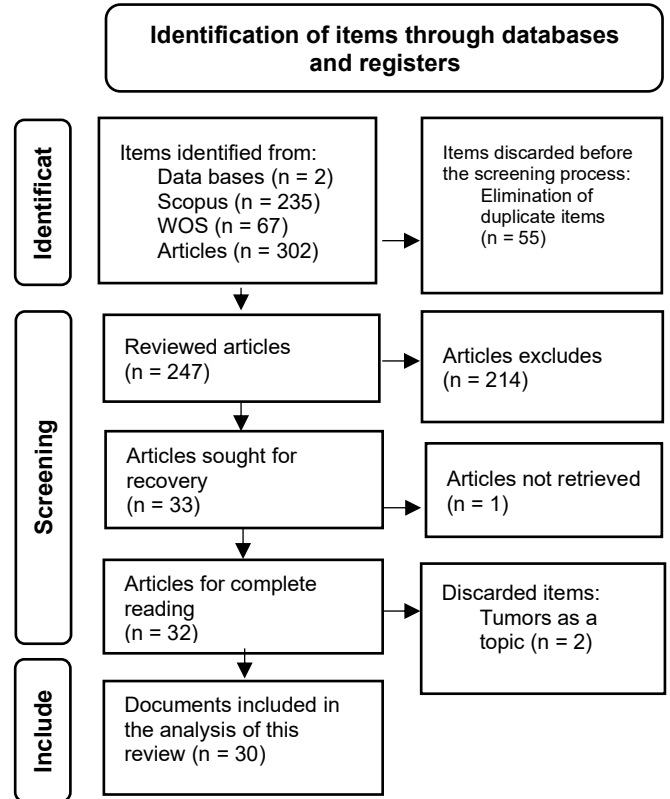 Identification of items through databases
and registers
Identificat
Items identified from:
Data bases (n = 2)
Scopus (n = 235)
WOS (n = 67)
Articles (n = 302)
Items discarded before
the screening process:
Elimination of
duplicate items
(n = 55)
Screening
Reviewed articles
(n = 247)
Articles excludes
(n = 214)
Articles sought for
recovery
(n = 33)
Articles not retrieved
(n = 1)
Articles for complete
reading
(n = 32)
Discarded items:
Tumors as a
topic (n = 2)
Include
Documents included in
the analysis of this
review (n = 30)